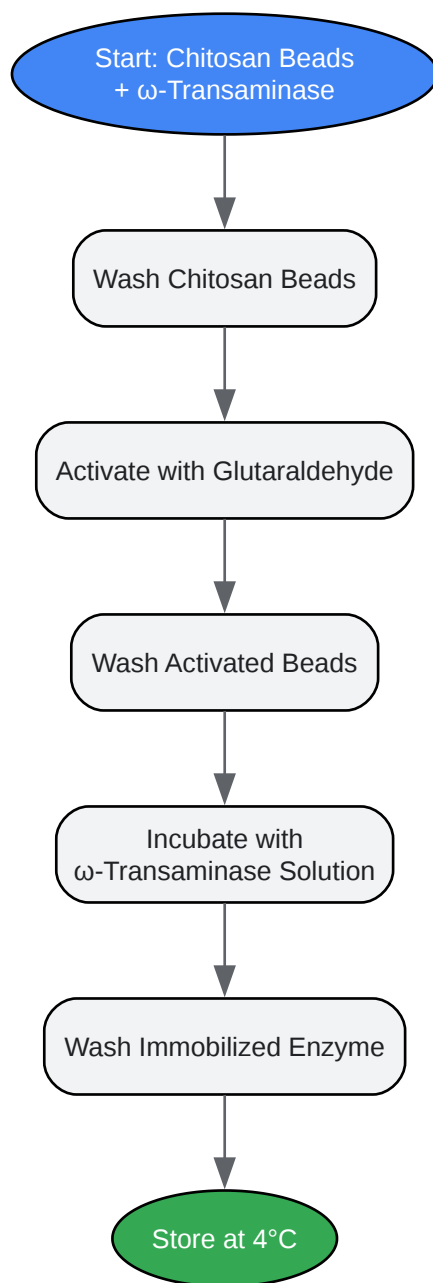 Start: Chitosan Beads
+ ω-Transaminase
Wash Chitosan Beads
Activate with Glutaraldehyde
Wash Activated Beads
Incubate with
ω-Transaminase Solution
Wash Immobilized Enzyme
Store at 4°C